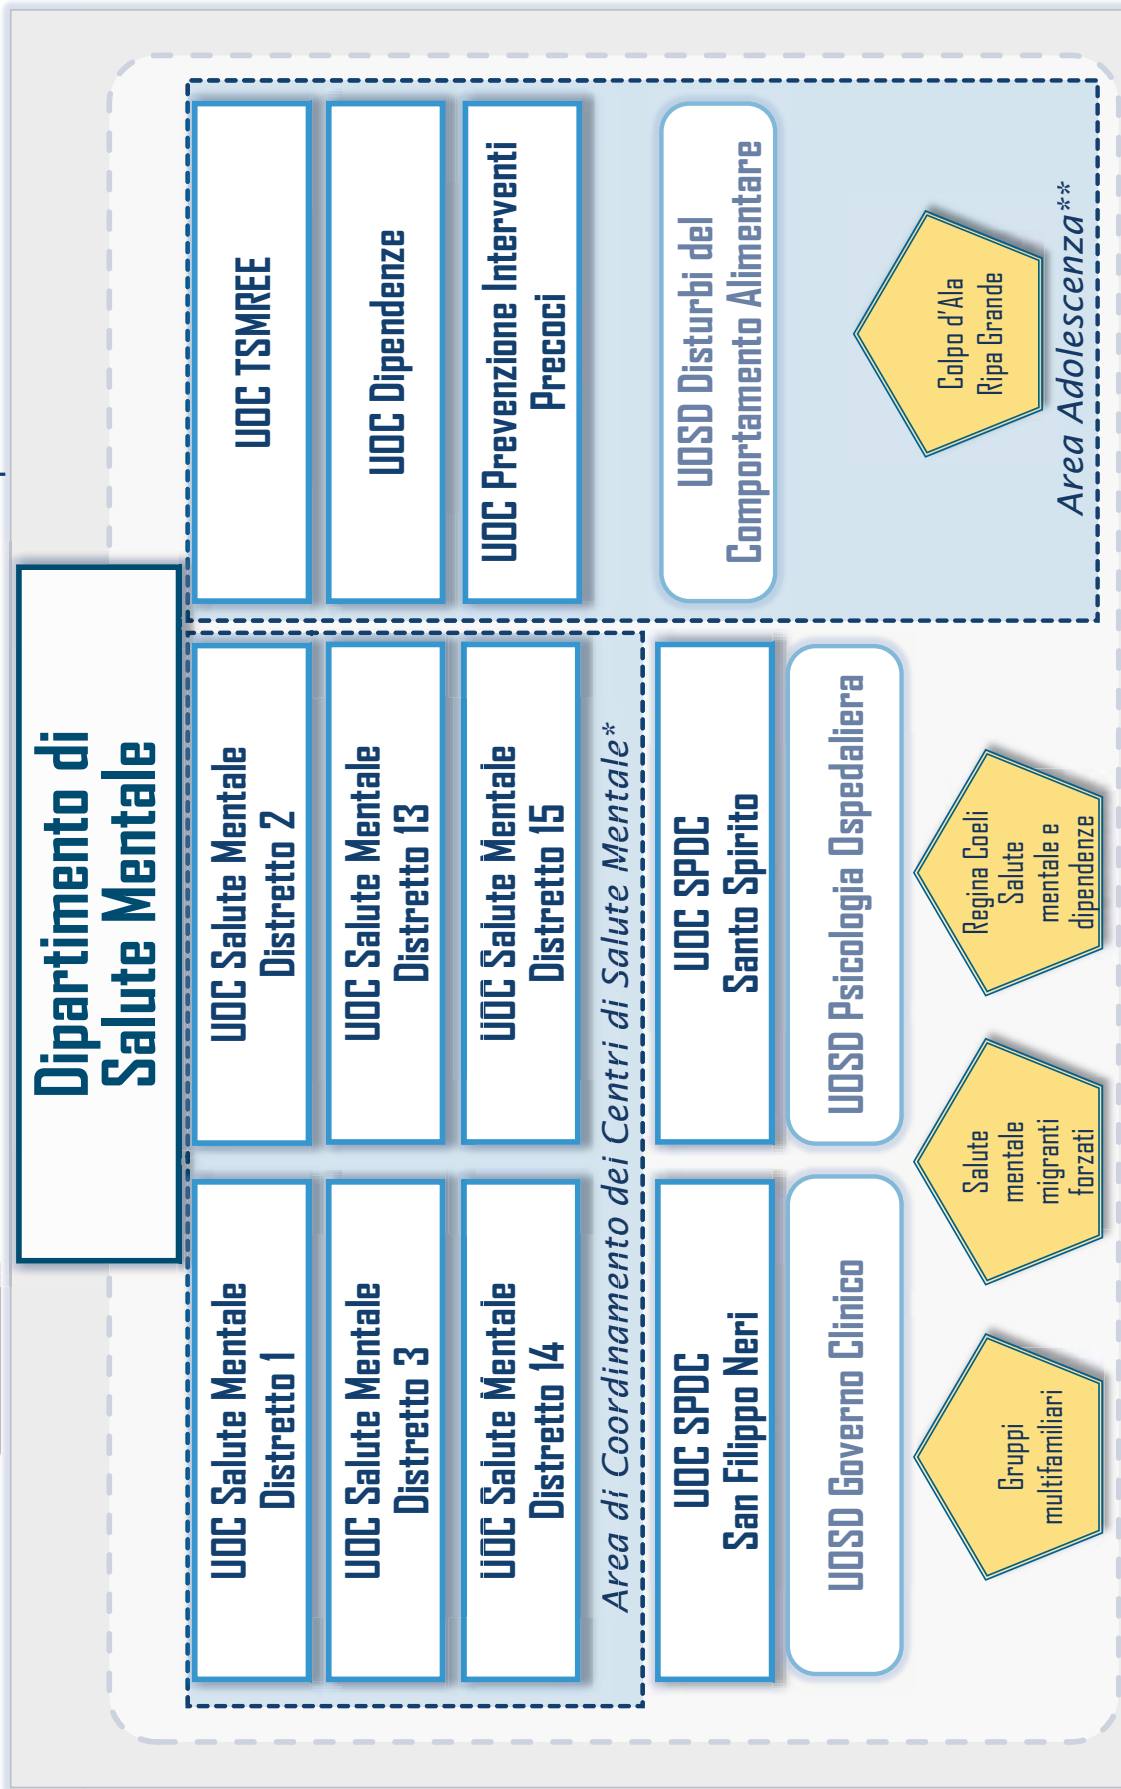 Dipartimento di
Salute Mentale
UOC Salute Mentale
Distretto 1
UOC Salute Mentale
Distretto 2
UOC TSMREE
UOC Salute Mentale
Distretto 3
UOC Salute Mentale
Distretto 13
UOC Dipendenze
UOC Salute Mentale
Distretto 14
UOC Salute Mentale
Distretto 15
UOC Prevenzione Interventi
Precoci
Area di Coordinamento dei Centri di Salute Mentale*
UOC SPDC
San Filippo Neri
UOC SPDC
Santo Spirito
UOSD Disturbi del
Comportamento Alimentare
UOSD Governo Clinico
UOSD Psicologia Ospedaliera
Gruppi
multifamiliari
Salute
mentale
migranti
forzati
Regina Coeli
Salute
mentale e
dipendenze
Colpo d'Ala
Ripa Grande
Area Adolescenza**